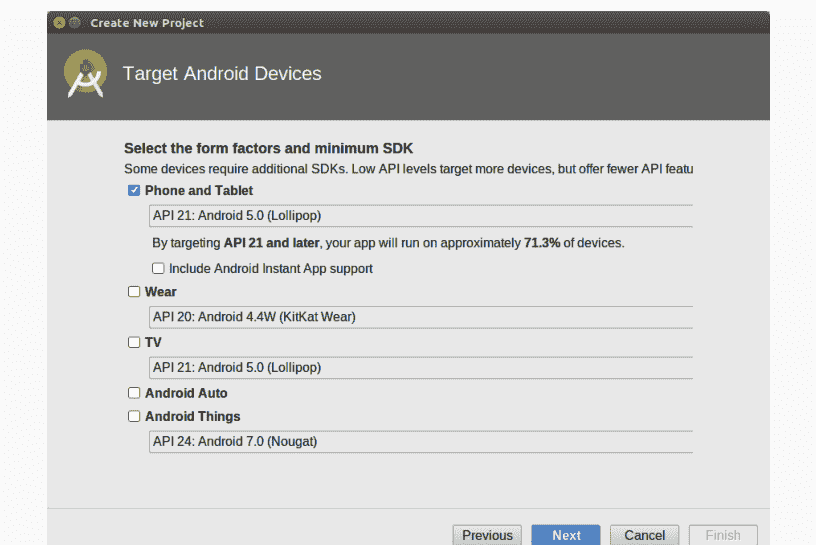 Create New Project
Target Android Devices
Select the form factors and minimum SDK
Some devices require additional SDKs. Low API levels target more devices, but offer fewer API featu
Phone and Tablet
API 21: Android 5.0 (Lollipop)
By targeting API 21 and later, your app will run on approximately 71.3% of devices.
Include Android Instant App support
Wear
API 20: Android 4.4W (KitKat Wear)
TV
API 21: Android 5.0 (Lollipop)
Android Auto
Android Things
API 24: Android 7.0 (Nougat)
Previous Next Cancel Finish